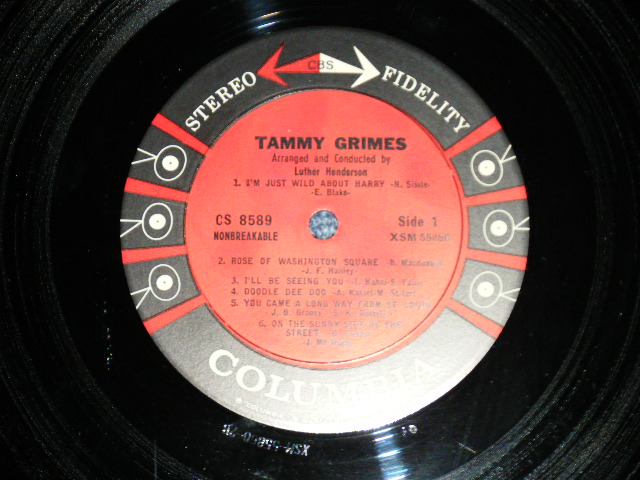 CBS
STEREO FIDELITY
TAMMY GRIMES
Arranged and Conducted by
Luther Henderson
1. I'M JUST WILD ABOUT HARRY -N. Sissle-
-E. Blake-
CS 8589
Side 1
NONBREAKABLE
XSM
2. ROSE OF WASHINGTON SQUARE
-J. F. Hanley-
3. I'LL BE SEEING YOU
4. DOODLE DEE DOO
5. YOU CAME A LONG WAY FROM ST. LOUIS
6. ON THE SUNNY SIDE OF THE
STREET
COLUMBIA